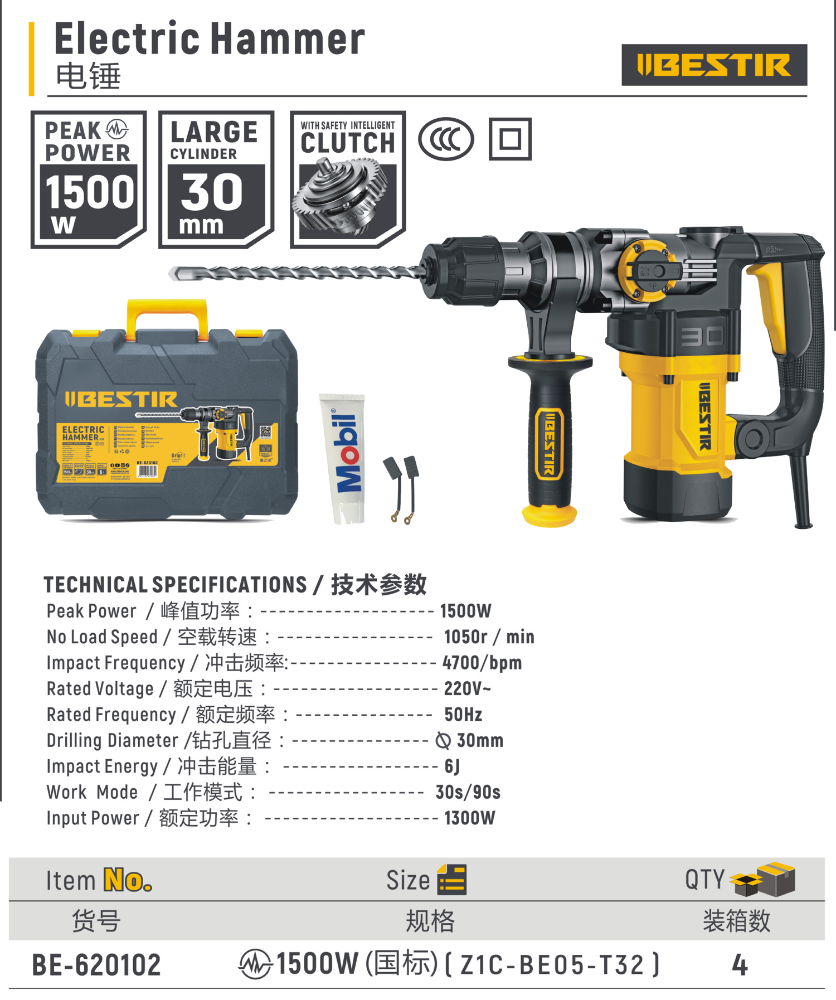 Electric Hammer
电锤
BESTIR
PEAK
POWER
1500
W
LARGE
CYLINDER
30
mm
WITH SAFETY INTELLIGENT
CLUTCH
CCC
30
BESTIR
BESTIR
BESTIR
ELECTRIC
HAMMER
BE-620102
Mobil
TECHNICAL SPECIFICATIONS / 技术参数
Peak Power / 峰值功率 : ------------------- 1500W
No Load Speed / 空载转速 : ----------------- 1050r / min
Impact Frequency / 冲击频率:---------------- 4700/bpm
Rated Voltage / 额定电压 : ------------------ 220V~
Rated Frequency / 额定频率 : --------------- 50Hz
Drilling Diameter /钻孔直径 : --------------- Ø 30mm
Impact Energy / 冲击能量 : ----------------- 6J
Work Mode / 工作模式 : ----------------- 30s/90s
Input Power / 额定功率 : ------------------- 1300W
Item No. Size QTY
货号 规格 装箱数
BE-620102 1500W (国标) ( Z1C-BE05-T32 ) 4